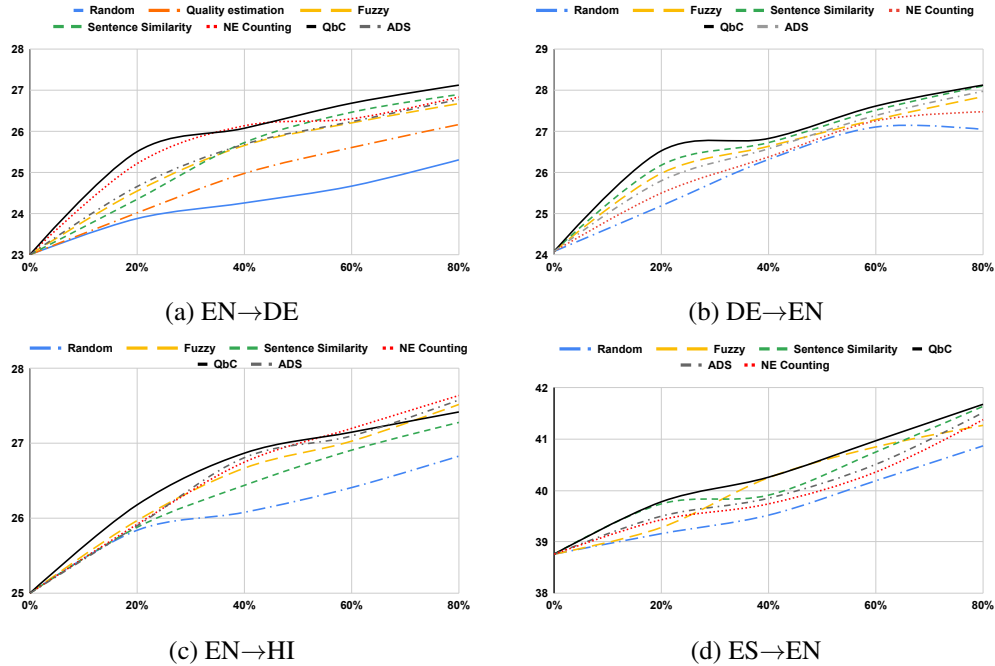 Random Quality estimation Fuzzy
Sentence Similarity NE Counting QbC ADS
28
27
26
25
24
23
0% 20% 40% 60% 80%
(a) EN→DE
Random Fuzzy Sentence Similarity NE Counting
QbC ADS
29
28
27
26
25
24
0% 20% 40% 60% 80%
(b) DE→EN
Random Fuzzy Sentence Similarity NE Counting
QbC ADS
28
27
26
25
0% 20% 40% 60% 80%
(c) EN→HI
Random Fuzzy Sentence Similarity QbC
ADS NE Counting
42
41
40
39
38
0% 20% 40% 60% 80%
(d) ES→EN